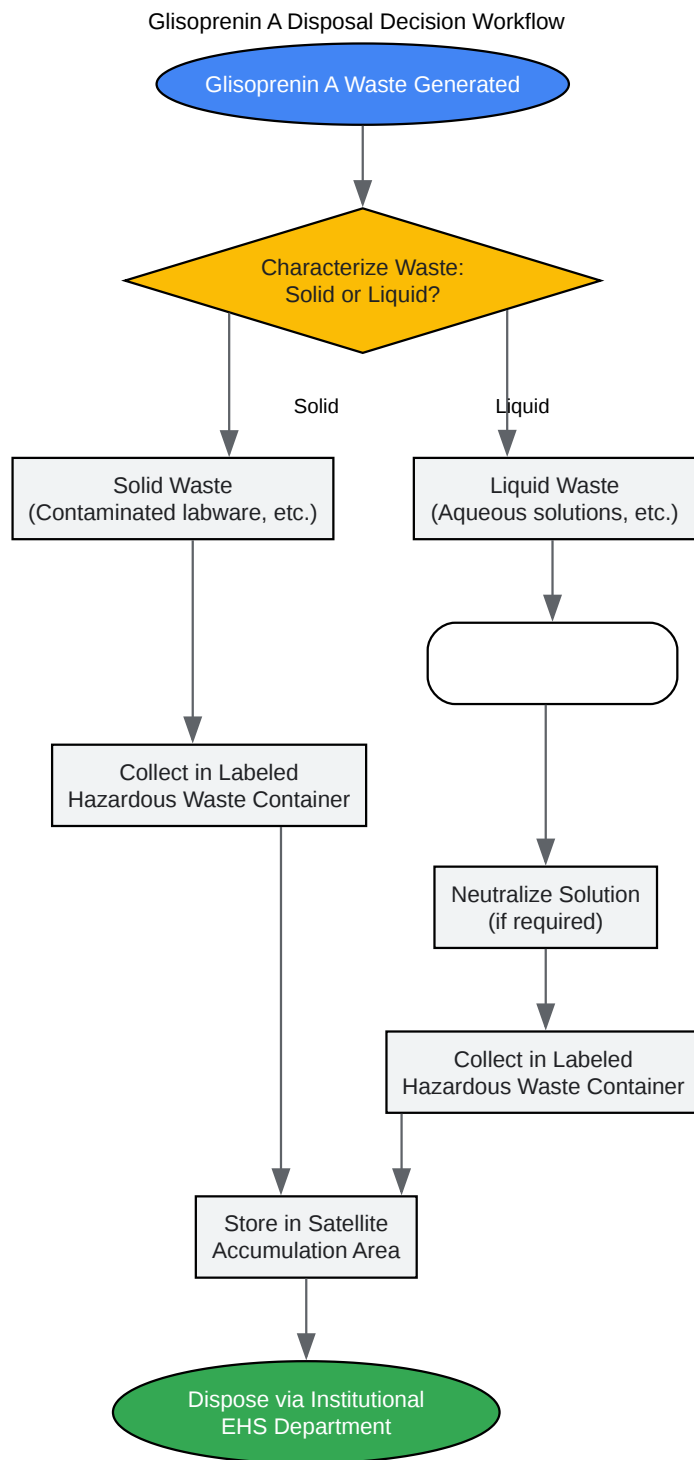 Glisoprenin A Disposal Decision Workflow
Glisoprenin A Waste Generated
Characterize Waste:
Solid or Liquid?
Solid
Liquid
Solid Waste
(Contaminated labware, etc.)
Liquid Waste
(Aqueous solutions, etc.)
Collect in Labeled
Hazardous Waste Container
Neutralize Solution
(if required)
Collect in Labeled
Hazardous Waste Container
Store in Satellite
Accumulation Area
Dispose via Institutional
EHS Department